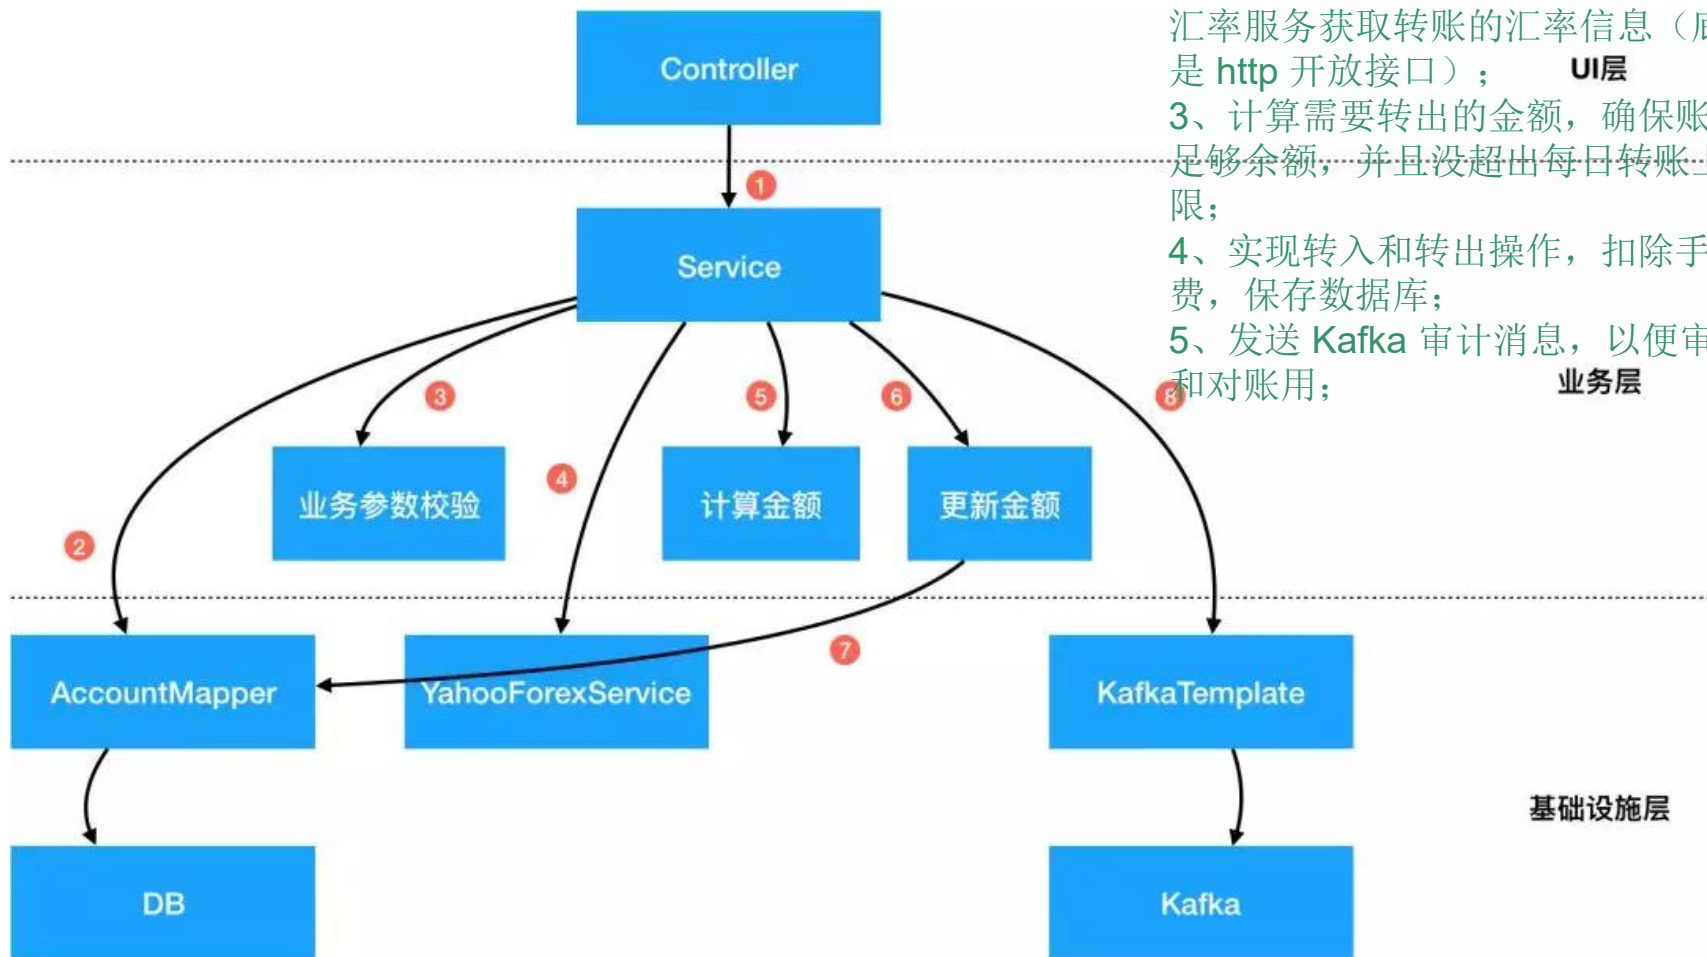 汇率服务获取转账的汇率信息（底
是 http 开放接口）；
UI层
3、计算需要转出的金额，确保账
足够余额，并且没超出每日转账上
限；
4、实现转入和转出操作，扣除手
费，保存数据库；
5、发送 Kafka 审计消息，以便审
和对账用；
业务层
Controller
1
Service
3
5
6
8
4
2
业务参数校验
计算金额
更新金额
7
AccountMapper
YahooForexService
KafkaTemplate
基础设施层
DB
Kafka